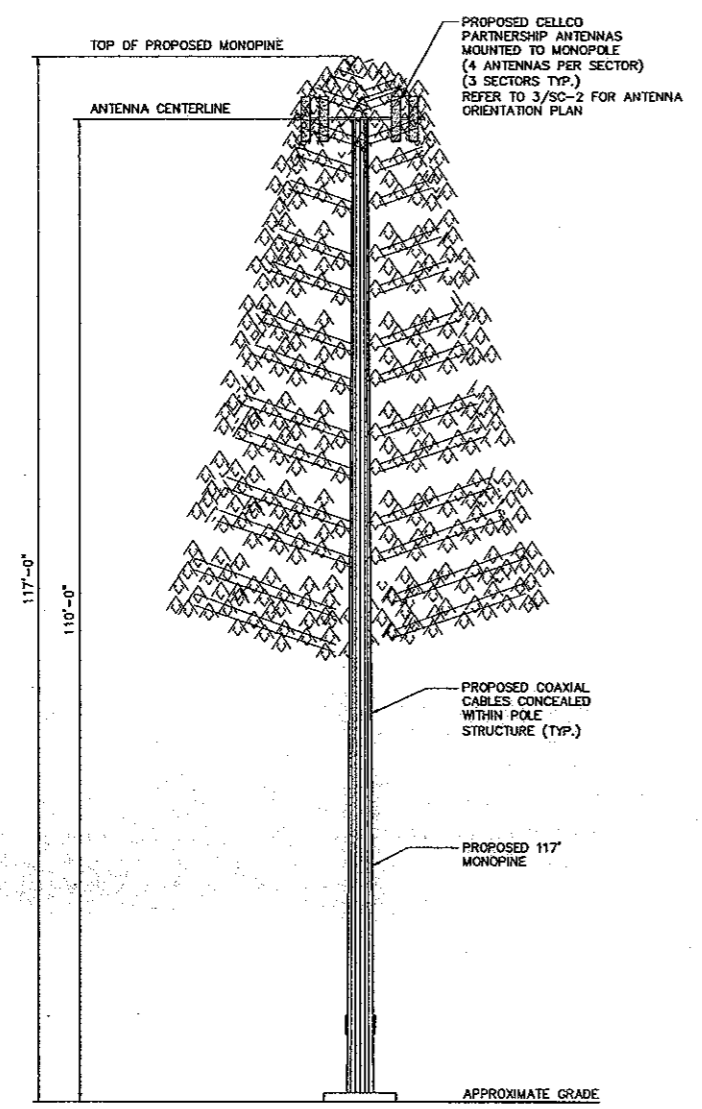 PROPOSED CELLCO
PARTNERSHIP ANTENNAS
MOUNTED TO MONOPOLE
(4 ANTENNAS PER SECTOR)
(3 SECTORS TYP.)
REFER TO 3/SC-2 FOR ANTENNA
ORIENTATION PLAN
TOP OF PROPOSED MONOPINE
ANTENNA CENTERLINE
117'-0"
110'-0"
PROPOSED COAXIAL
CABLES CONCEALED
WITHIN POLE
STRUCTURE (TYP.)
PROPOSED 117'
MONOPINE
APPROXIMATE GRADE